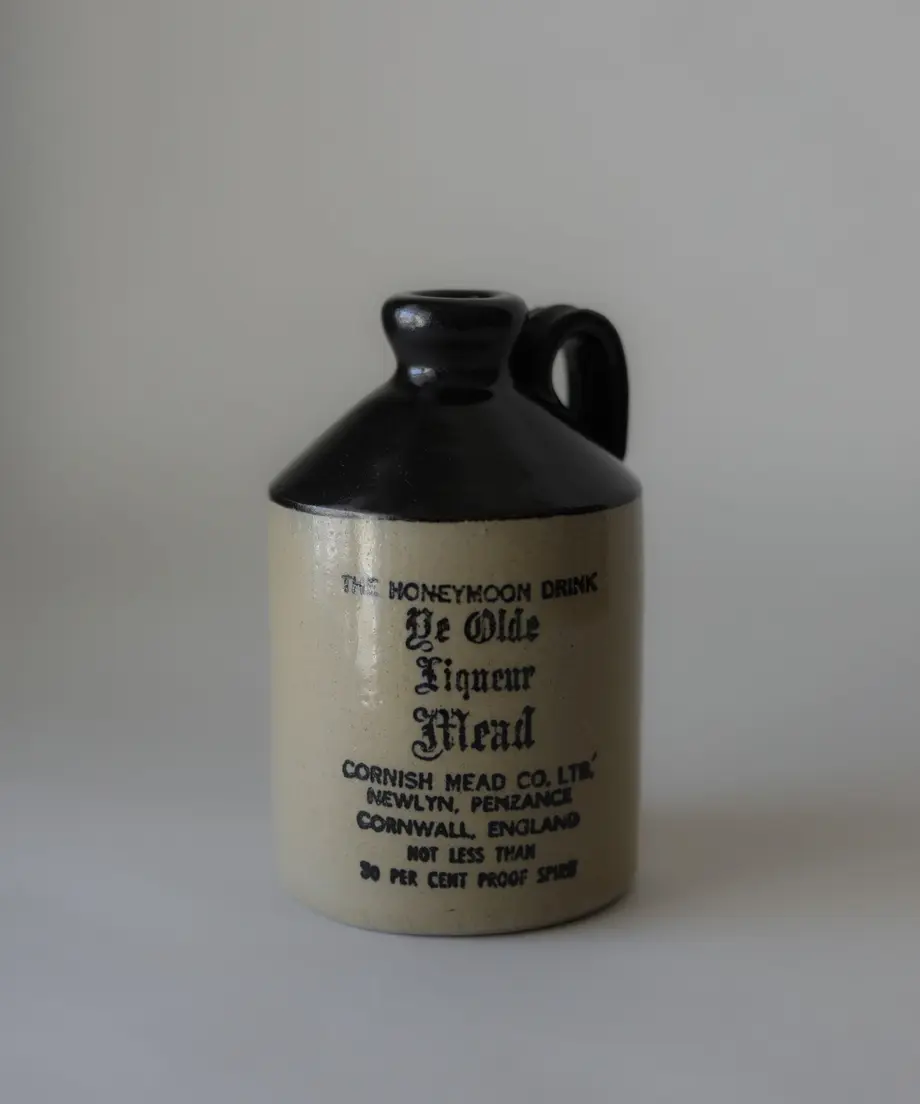 THE HONEYMOON DRINK
Ye Olde
Liqueur
Mead
CORNISH MEAD CO. LTD.
NEWLYN, PENZANCE
CORNWALL, ENGLAND
NOT LESS THAN
PER CENT PROOF SPIRIT